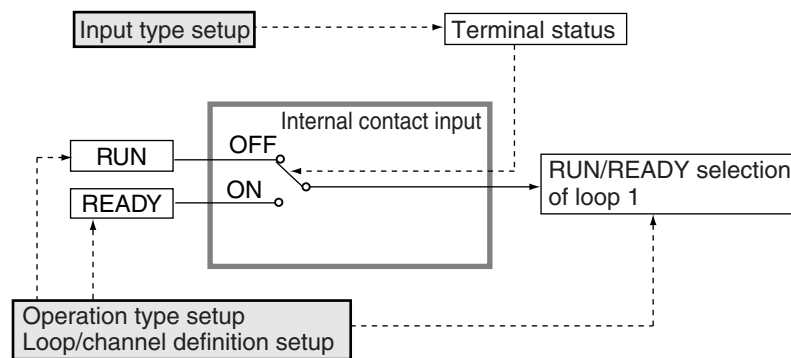 Input type setup
Terminal status
Internal contact input
RUN
OFF
READY
ON
RUN/READY selection
of loop 1
Operation type setup
Loop/channel definition setup